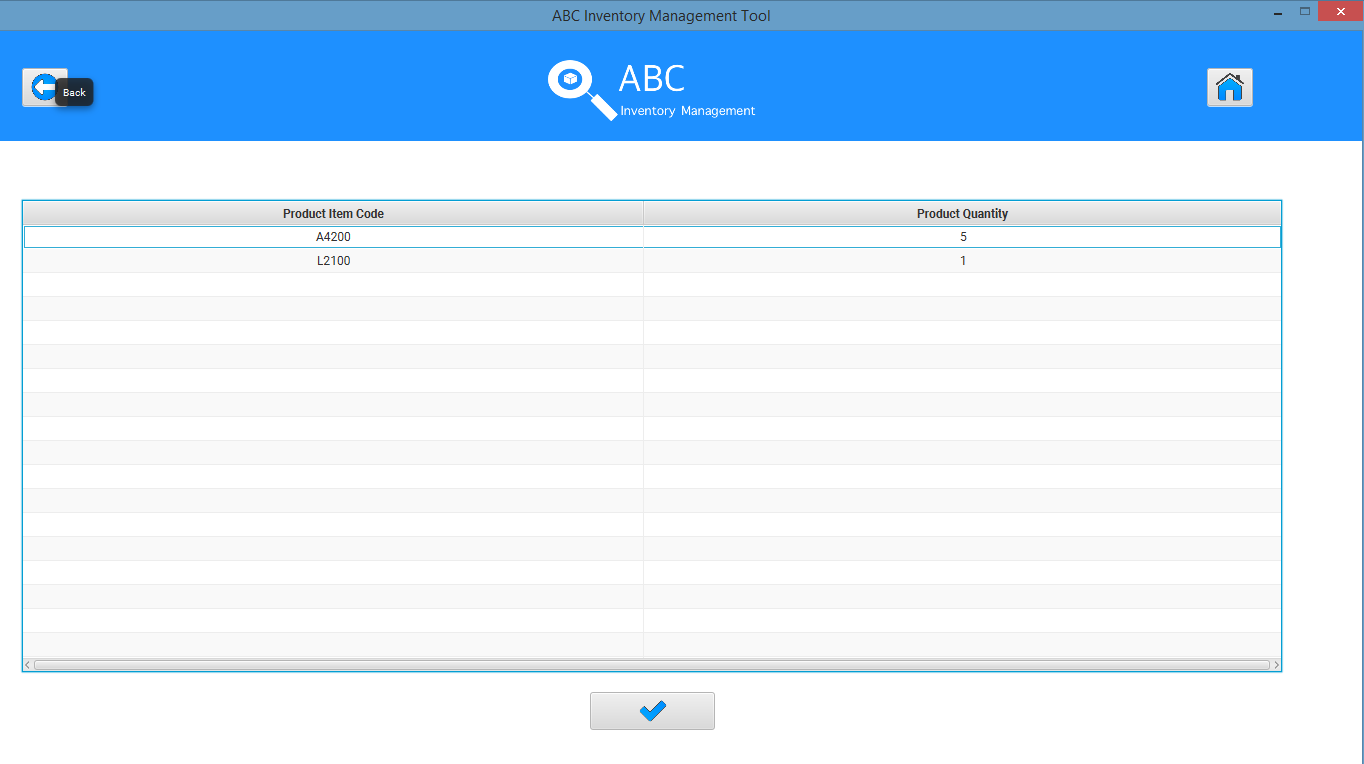 ABC Inventory Management Tool
Back
ABC
Inventory Management
Product Item Code Product Quantity
A4200 5
L2100 1